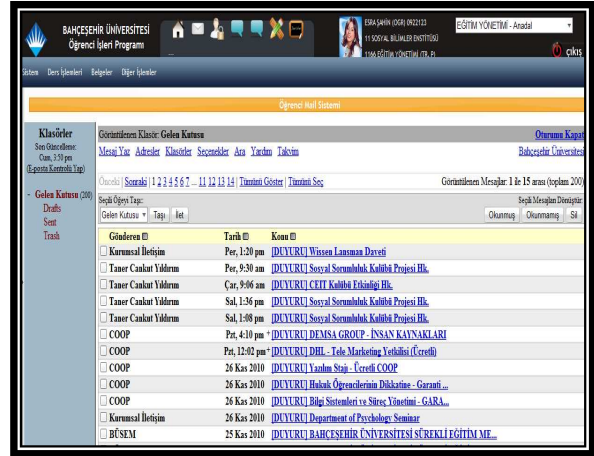 BAHÇEŞEHİR ÜNİVERSİTESİ
Öğrenci İşleri Programı
ESRA ŞAHİN (OGR) 0922123
11 SOSYAL BİLİMLER ENSTİTÜSÜ
1166 EĞİTİM YÖNETİMİ (TR, P)
EĞİTİM YÖNETİMİ - Anadal
çıkış
Sistem Ders İşlemleri Belgeler Diğer İşlemler
Öğrenci Mail Sistemi
Klasörler
Son Güncelleme:
Cum, 3:50 pm
(E-posta Kontrolü Yap)
- Gelen Kutusu (200)
Drafts
Sent
Trash
Görüntülenen Klasör: Gelen Kutusu
Oturumu Kapat
Mesaj Yaz Adresler Klasörler Seçenekler Ara Yardım Takvim
Bahçeşehir Üniversitesi
Önceki | Sonraki | 1 2 3 4 5 6 7 ... 11 12 13 14 | Tümünü Göster | Tümünü Seç
Görüntülenen Mesajlar: 1 ile 15 arası (toplam 200)
Seçili Öğeyi Taşı:
Seçili Mesajları Dönüştür:
Gelen Kutusu Taşı İlet
Okunmuş Okunmamış Sil
Gönderen Tarih Konu
Kurumsal İletişim Per, 1:20 pm [DUYURU] Wissen Lansman Daveti
Taner Cankut Yıldırım Per, 9:30 am [DUYURU] Sosyal Sorumluluk Kulübü Projesi Hk.
Taner Cankut Yıldırım Çar, 9:06 am [DUYURU] CEIT Kulübü Etkinliği Hk.
Taner Cankut Yıldırım Sal, 1:36 pm [DUYURU] Sosyal Sorumluluk Kulübü Projesi Hk.
Taner Cankut Yıldırım Sal, 1:08 pm [DUYURU] Sosyal Sorumluluk Kulübü Projesi Hk.
COOP Pzt, 4:10 pm + [DUYURU] DEMSA GROUP - İNSAN KAYNAKLARI
COOP Pzt, 12:02 pm + [DUYURU] DHL - Tele Marketing Yetkilisi (Ücretli)
COOP 26 Kas 2010 [DUYURU] Yazılım Stajı - Ücretli COOP
COOP 26 Kas 2010 [DUYURU] Hukuk Öğrencilerinin Dikkatine - Garanti ...
COOP 26 Kas 2010 [DUYURU] Bilgi Sistemleri ve Süreç Yönetimi - GARA...
Kurumsal İletişim 26 Kas 2010 [DUYURU] Department of Psychology Seminar
BÜSEM 25 Kas 2010 [DUYURU] BAHÇEŞEHİR ÜNİVERSİTESİ SÜREKLİ EĞİTİM ME...